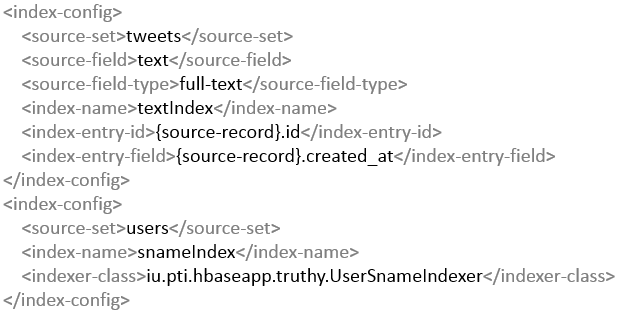 <index-config>
<source-set>tweets</source-set>
<source-field>text</source-field>
<source-field-type>full-text</source-field-type>
<index-name>textIndex</index-name>
<index-entry-id>{source-record}.id</index-entry-id>
<index-entry-field>{source-record}.created_at</index-entry-field>
</index-config>
<index-config>
<source-set>users</source-set>
<index-name>snameIndex</index-name>
<indexer-class>iu.pti.hbaseapp.truthy.UserSnameIndexer</indexer-class>
</index-config>